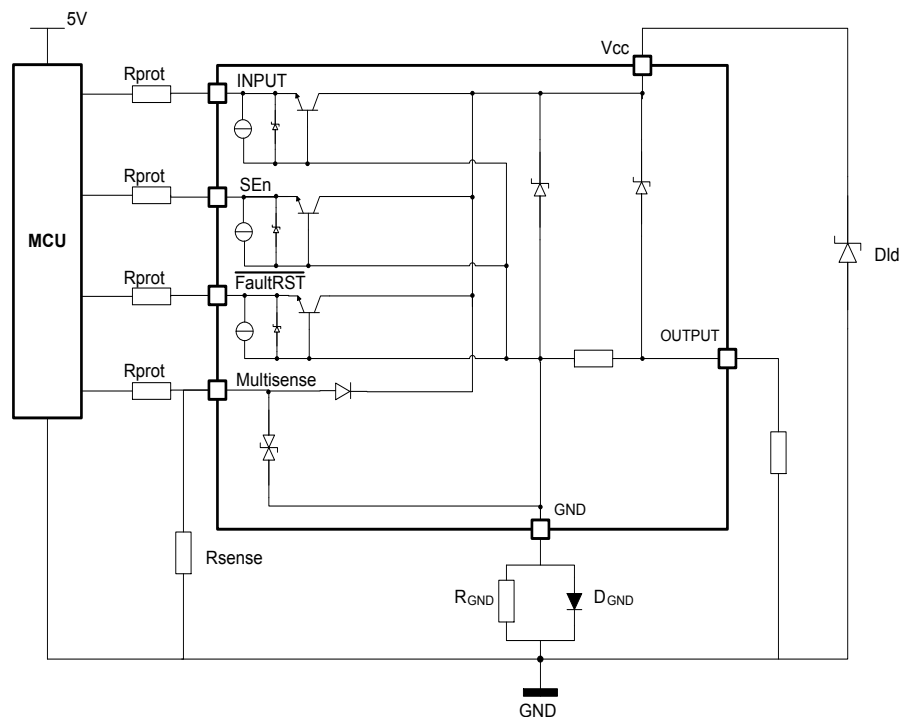 5V
Vcc
Rprot
INPUT
Rprot
SEn
MCU
Dld
Rprot
FaultRST
OUTPUT
Rprot
Multisense
GND
Rsense
RGND
DGND
GND